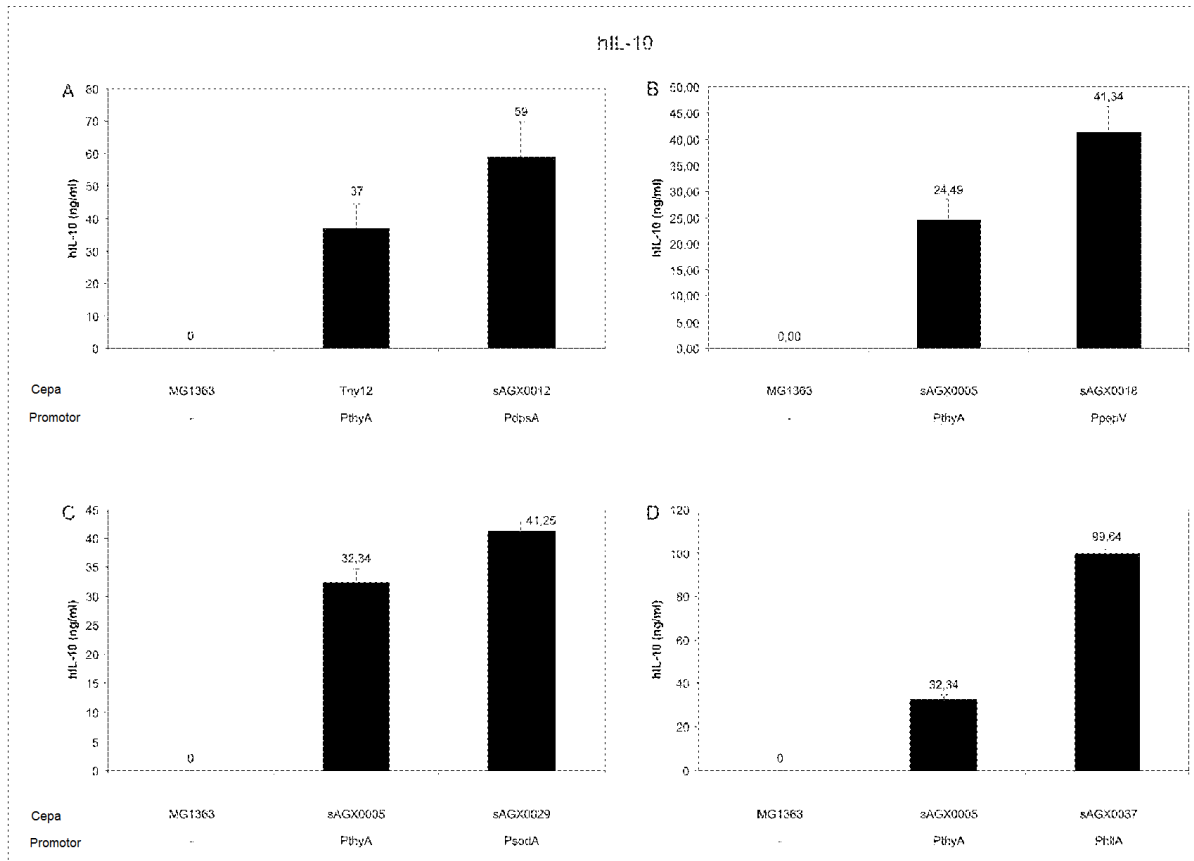 hIL-10
A
hIL-10 (ng/ml)
80
70
60
50
40
30
20
10
0
0
37
59
Cepa MG1363 Thy12 sAGX0012
Promotor - PthyA PdpsA
B
hIL-10 (ng/ml)
50,00
45,00
40,00
35,00
30,00
25,00
20,00
15,00
10,00
5,00
0,00
0,00
24,49
41,34
MG1363 sAGX0005 sAGX0018
- PthyA PpepV
C
hIL-10 (ng/ml)
45
40
35
30
25
20
15
10
5
0
0
32,34
41,25
Cepa MG1363 sAGX0005 sAGX0029
Promotor - PthyA PsodA
D
hIL-10 (ng/ml)
120
100
80
60
40
20
0
0
32,34
99,64
MG1363 sAGX0005 sAGX0037
- PthyA